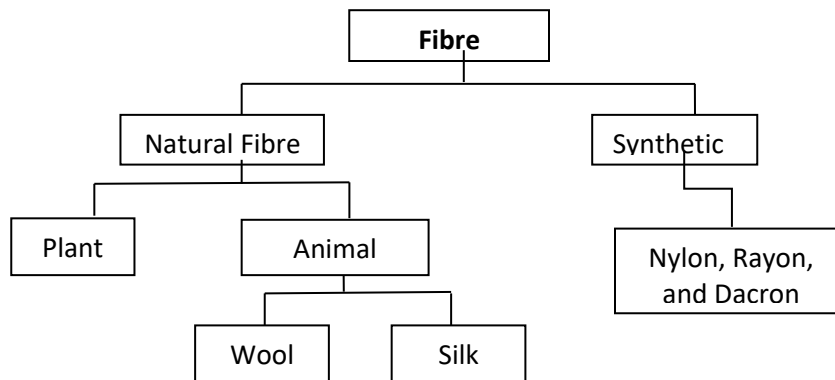 Fibre
Natural Fibre
Synthetic
Plant
Animal
Nylon, Rayon,
and Dacron
Wool
Silk